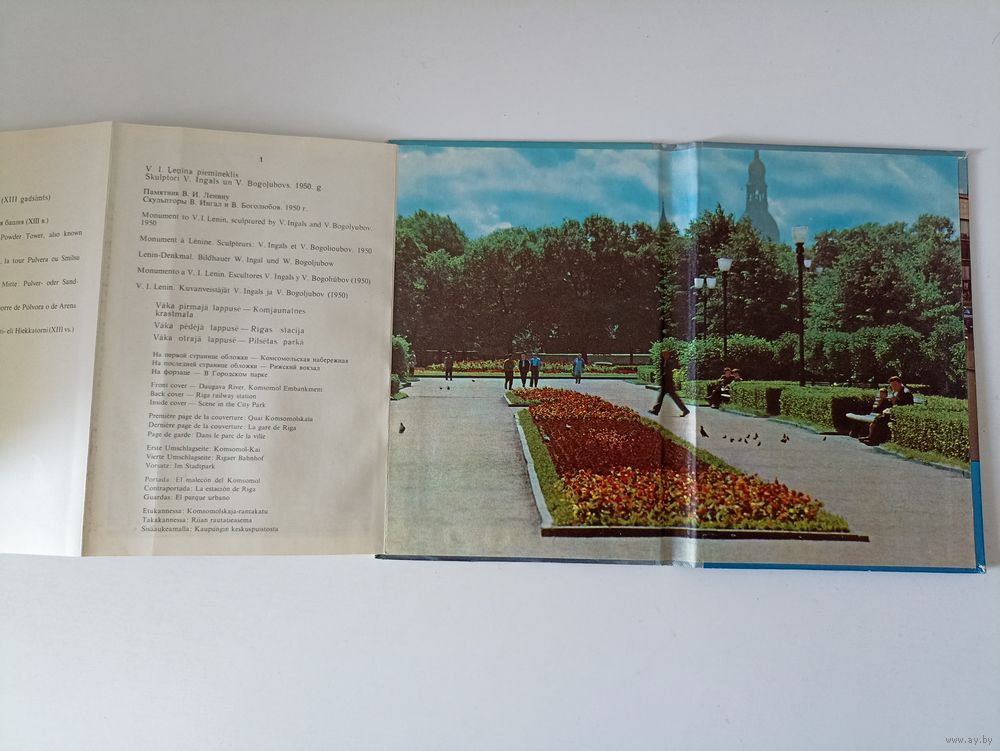 (XIII gadsimts)
башня (XIII в.)
Powder Tower, also known
la tour Pulvera ou Smilšu
Mitte: Pulver- oder Sand-
torre de Pólvora o de Arena
eli Hiekkatorni (XIII vs.)
1
V. I. Ļeņina piemineklis
Skulptori V. Ingals un V. Bogoļubovs. 1950. g.
Памятник В. И. Ленину
Скульпторы В. Ингал и В. Боголюбов. 1950 г.
Monument to V. I. Lenin, sculptured by V. Ingals and V. Bogolyubov.
1950
Monument à Lénine. Sculpteurs: V. Ingals et V. Bogolioubov. 1950
Lenin-Denkmal. Bildhauer W. Ingal und W. Bogoljubow
Monumento a V. I. Lenin. Escultores V. Ingals y V. Bogohúbov (1950)
V. I. Lenin. Kuvanveistäjät V. Ingals ja V. Bogoljubov (1950)
Vāka pirmajā lappusē — Komjaunatnes
krastmala
Vāka pēdējā lappusē — Rīgas stacija
Vāka otrajā lappusē — Pilsētas parkā
На первой странице обложки — Комсомольская набережная
На последней странице обложки — Рижский вокзал
На форзаце — В Городском парке
Front cover — Daugava River, Komsomol Embankment
Back cover — Riga railway station
Inside cover — Scene in the City Park
Première page de la couverture: Quai Komsomolskaïa
Dernière page de la couverture: La gare de Riga
Page de garde: Dans le parc de la ville
Erste Umschlagseite: Komsomol-Kai
Vierte Umschlagseite: Rigaer Bahnhof
Vorsatz: Im Stadtpark
Portada: El malecón del Komsomol
Contraportada: La estación de Riga
Guardas: El parque urbano
Etukannessa: Komsomolskaja-rantakatu
Takakannessa: Riian rautatieasema
Sisäaukeamalla: Kaupungin keskuspuistosta
www.ay.by